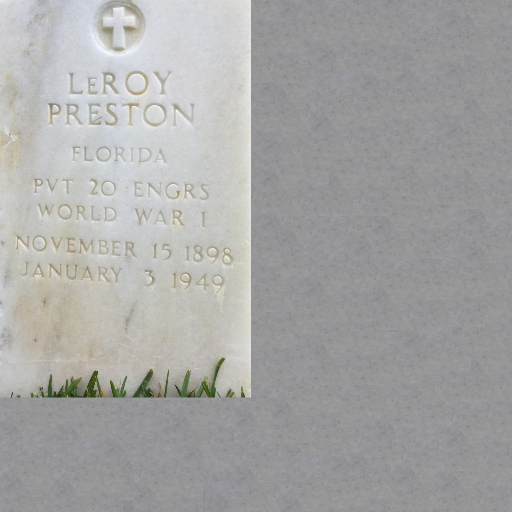 LeROY
PRESTON
FLORIDA
PVT 20 ENGRS
WORLD WAR I
NOVEMBER 15 1898
JANUARY 3 1949